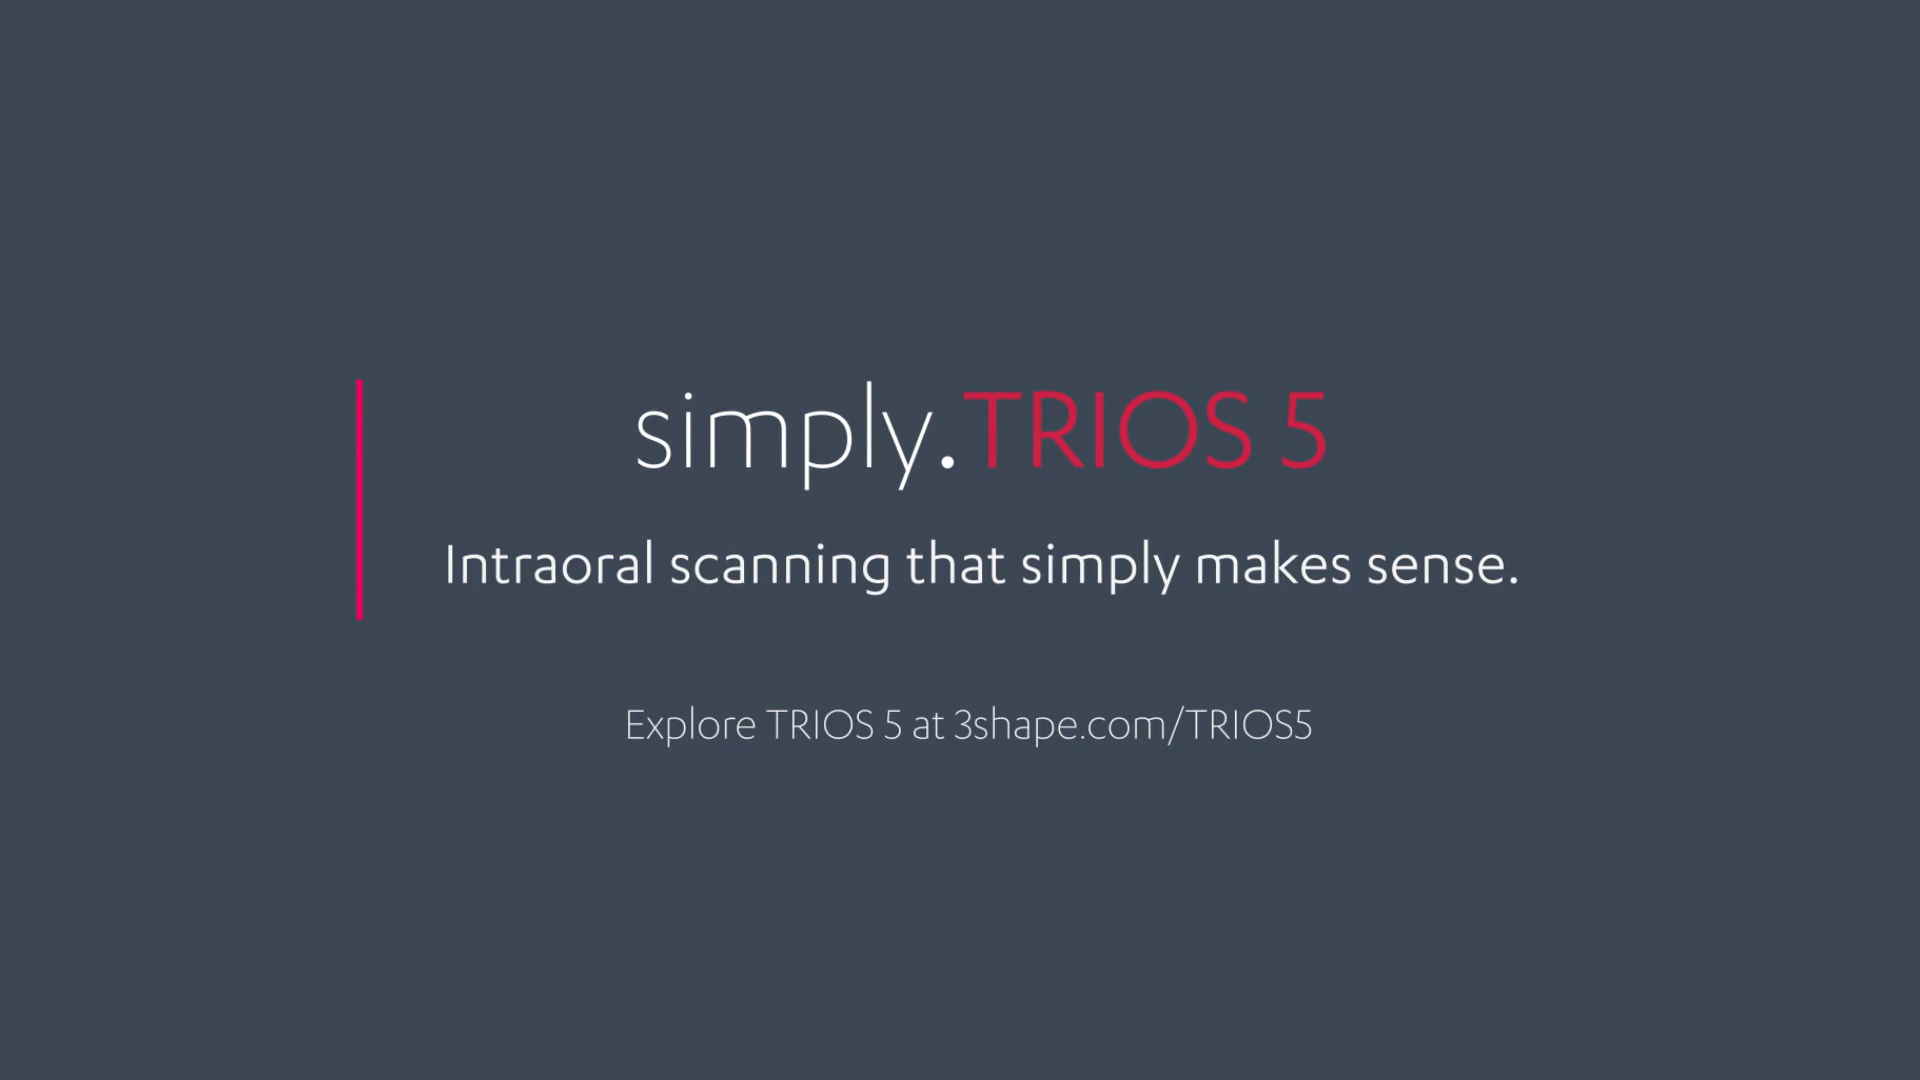 simply.TRIOS 5
Intraoral scanning that simply makes sense.
Explore TRIOS 5 at 3shape.com/TRIOS5